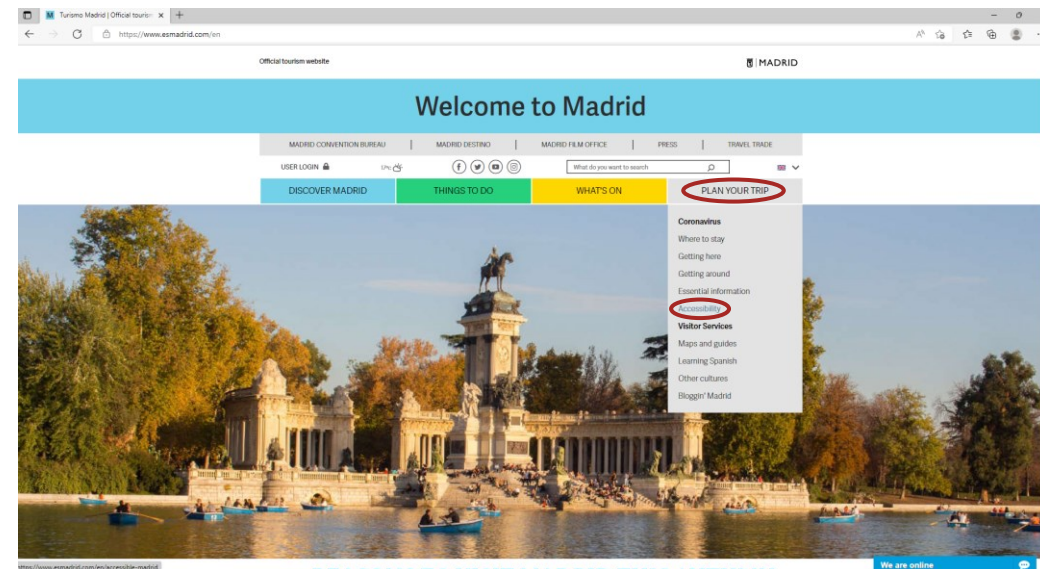 Turismo Madrid | Official touris
https://www.esmadrid.com/en
Official tourism website
MADRID
Welcome to Madrid
MADRID CONVENTION BUREAU | MADRID DESTINO | MADRID FILM OFFICE | PRESS | TRAVEL TRADE
USER LOGIN
What do you want to search
DISCOVER MADRID THINGS TO DO WHAT'S ON PLAN YOUR TRIP
Coronavirus
Where to stay
Getting here
Getting around
Essential information
Accessibility
Visitor Services
Maps and guides
Learning Spanish
Other cultures
Bloggin' Madrid
https://www.esmadrid.com/en/accessible-madrid
We are online